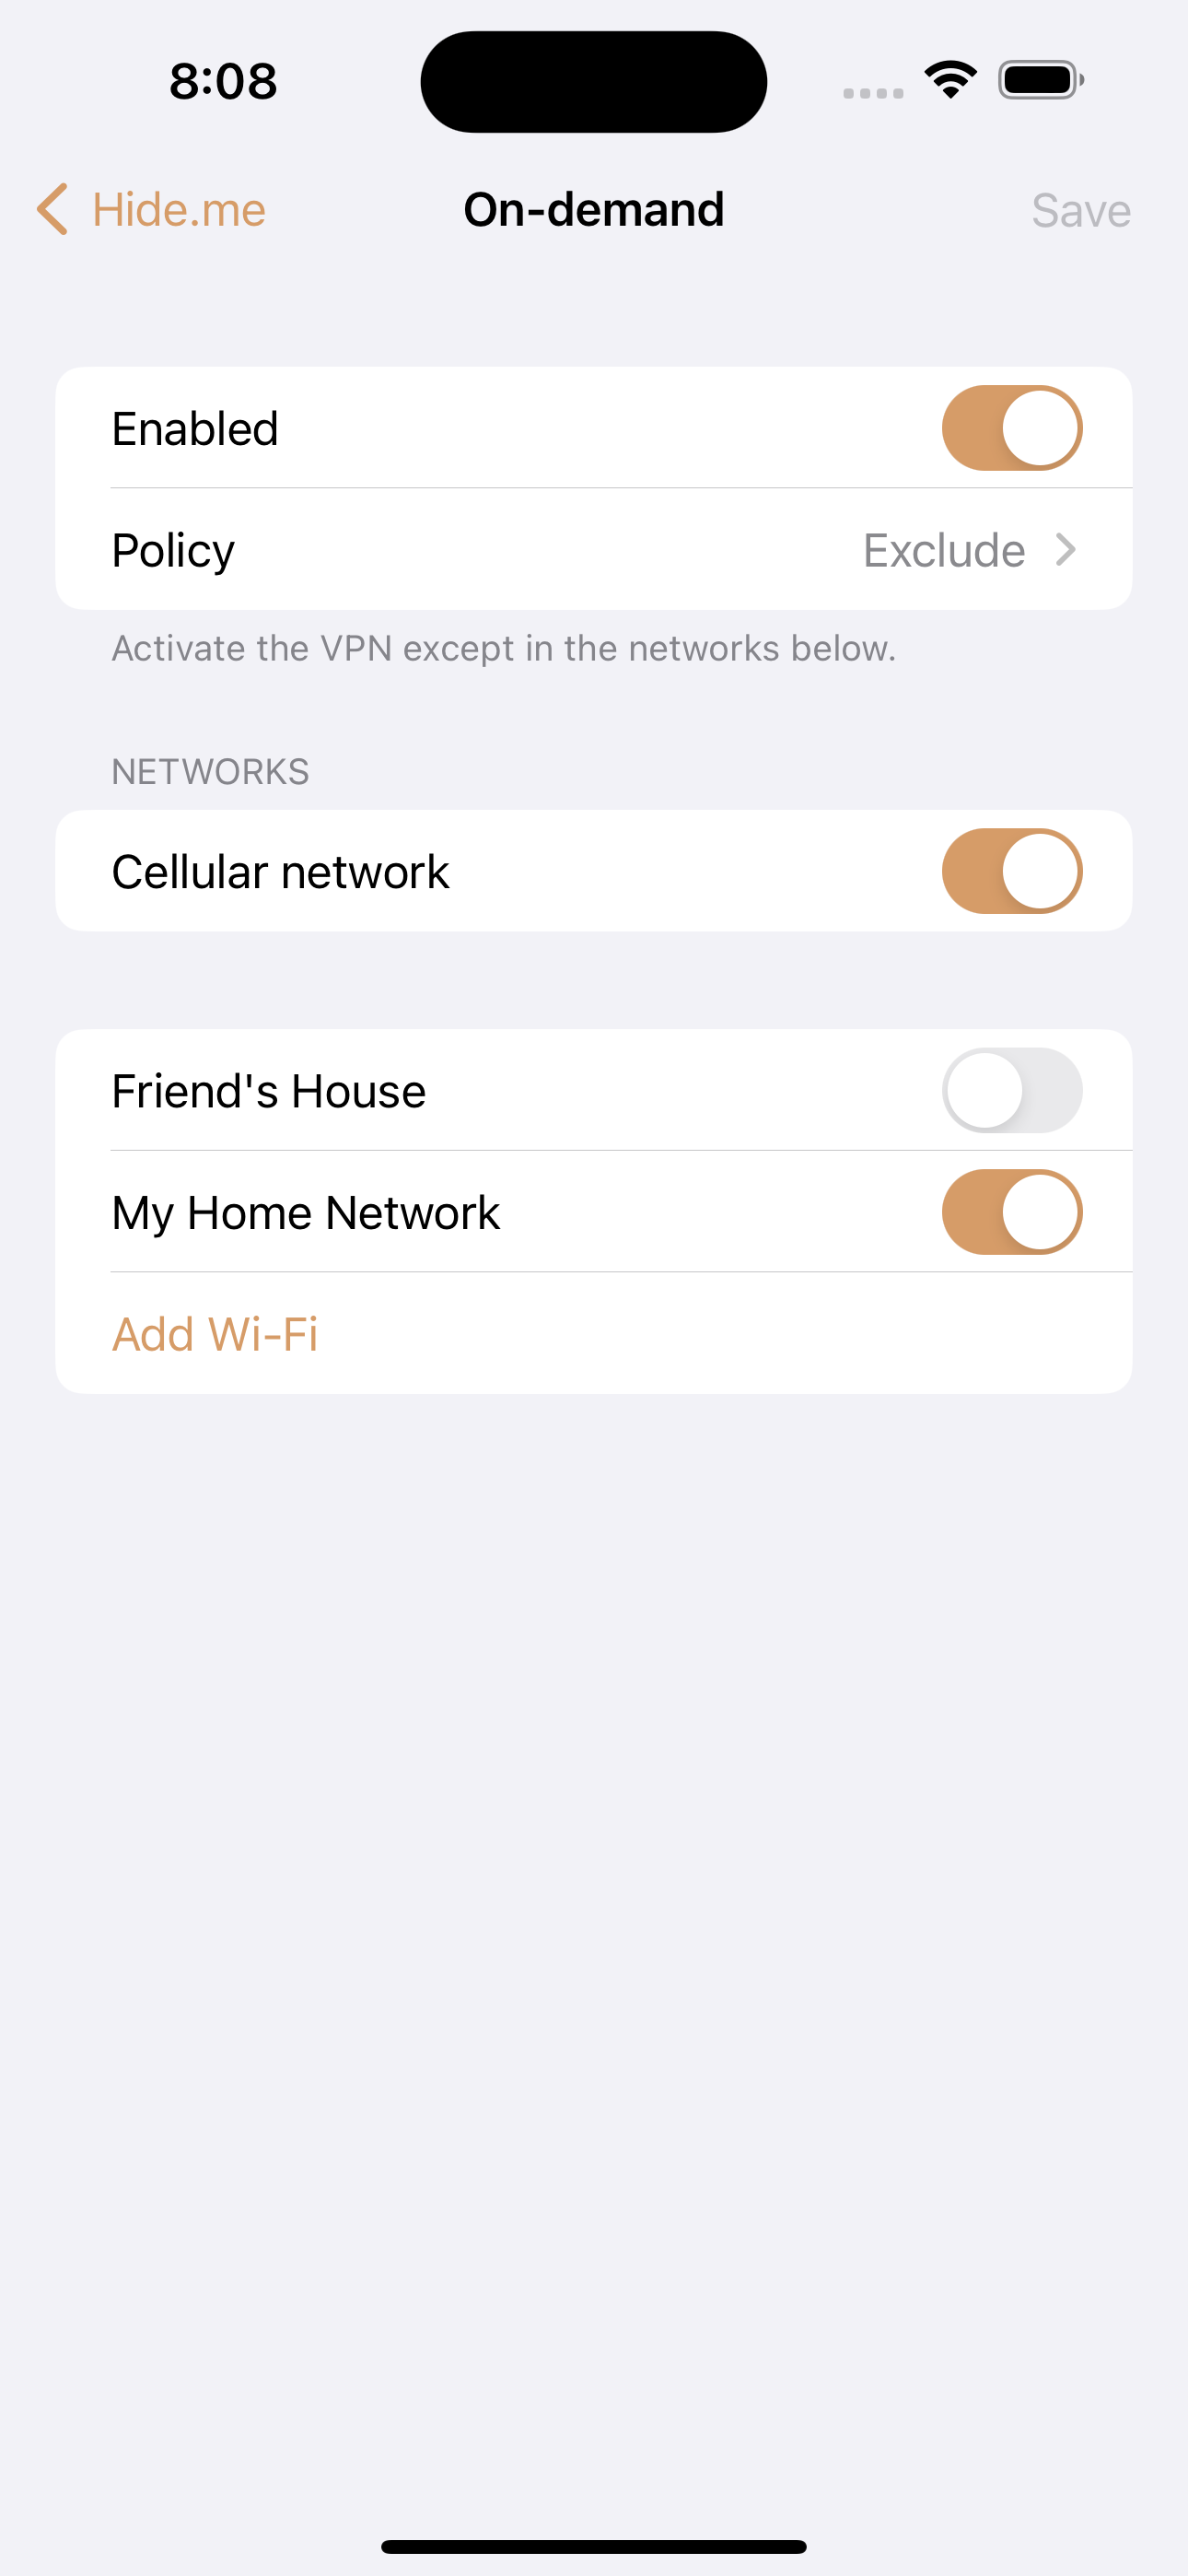 8:08
Hide.me
On-demand
Save
Enabled
Policy
Exclude
Activate the VPN except in the networks below.
NETWORKS
Cellular network
Friend's House
My Home Network
Add Wi-Fi